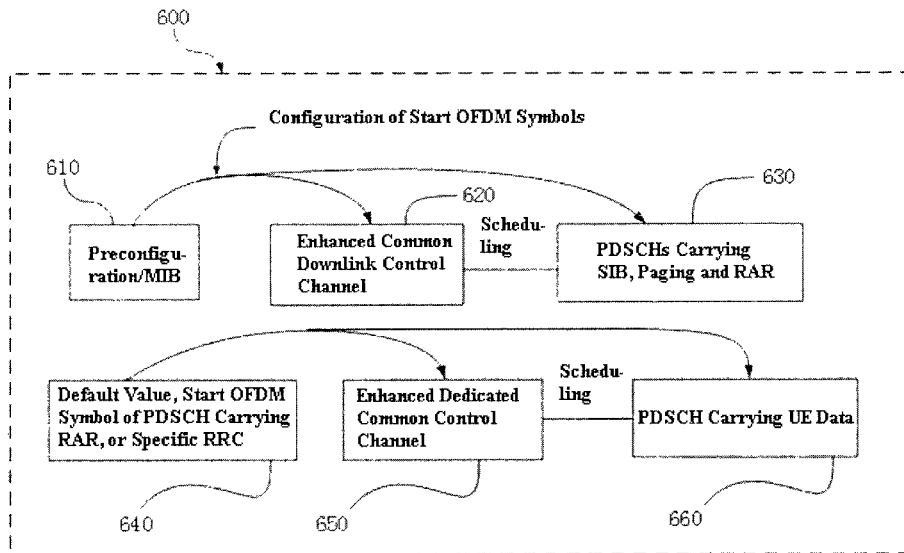 600
Configuration of Start OFDM Symbols
610
620
630
Preconfigu-
ration/MIB
Enhanced Common
Downlink Control
Channel
Schedu-
ling
PDSCHs Carrying
SIB, Paging and RAR
Default Value, Start OFDM
Symbol of PDSCH Carrying
RAR, or Specific RRC
Enhanced Dedicated
Common Control
Channel
Schedu-
ling
PDSCH Carrying UE Data
640
650
660